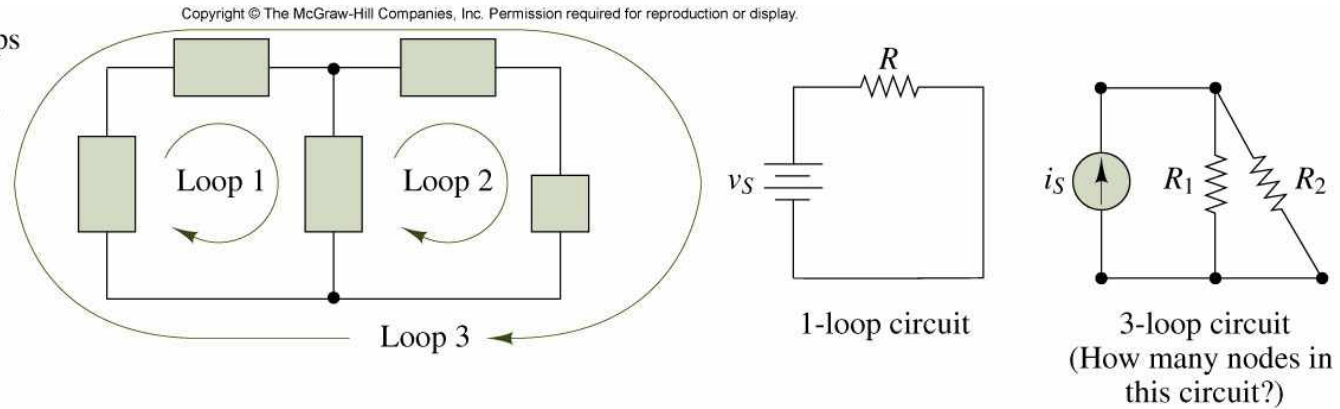 Copyright © The McGraw-Hill Companies, Inc. Permission required for reproduction or display.
Loop 1
Loop 2
Loop 3
vS
R
1-loop circuit
iS
R1
R2
3-loop circuit
(How many nodes in
this circuit?)